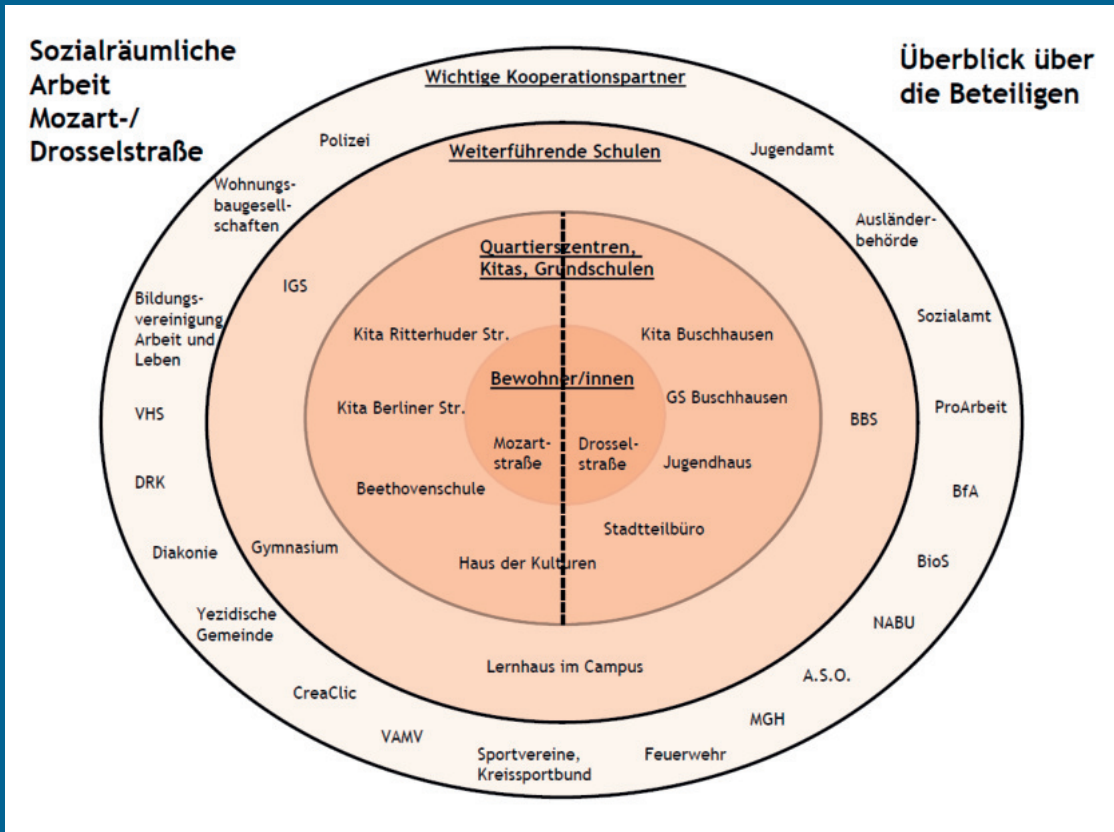 Sozialräumliche
Arbeit
Mozart-/
Drosselstraße
Überblick über
die Beteiligen
Wichtige Kooperationspartner
Polizei
Jugendamt
Wohnungs-
baugesell-
schaften
Ausländer-
behörde
Bildungs-
vereinigung
Arbeit und
Leben
Sozialamt
VHS
ProArbeit
DRK
BfA
Diakonie
BioS
Yezidische
Gemeinde
NABU
CreaClic
A.S.O.
VAMV
MGH
Sportvereine,
Kreissportbund
Feuerwehr
Weiterführende Schulen
IGS
BBS
Gymnasium
Lernhaus im Campus
Quartierszentren,
Kitas, Grundschulen
Kita Ritterhuder Str.
Kita Buschhausen
Kita Berliner Str.
GS Buschhausen
Beethovenschule
Jugendhaus
Stadtteilbüro
Haus der Kulturen
Bewohner/innen
Mozart-
straße
Drossel-
straße